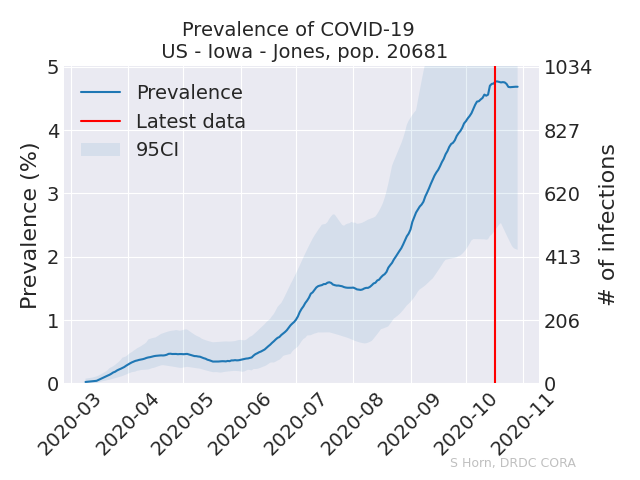 Prevalence of COVID-19
US - Iowa - Jones, pop. 20681
Prevalence (%)
5
4
3
2
1
0
Prevalence
Latest data
95CI
1034
827
620
413
206
0
# of infections
2020-03
2020-04
2020-05
2020-06
2020-07
2020-08
2020-09
2020-10
2020-11
S Horn, DRDC CORA